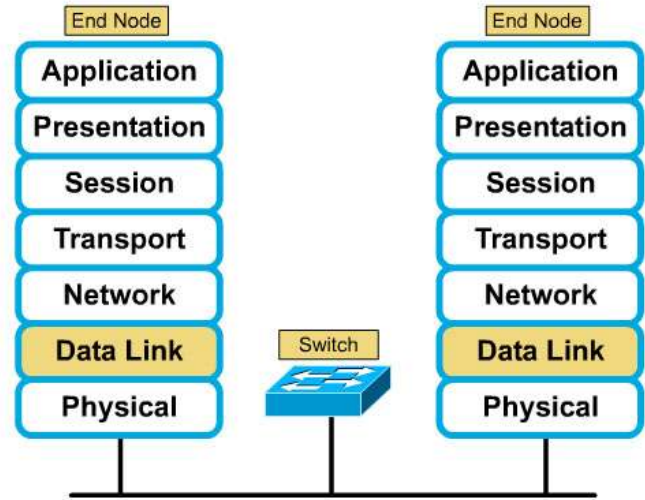 End Node
Application
Presentation
Session
Transport
Network
Data Link
Physical
Switch
End Node
Application
Presentation
Session
Transport
Network
Data Link
Physical